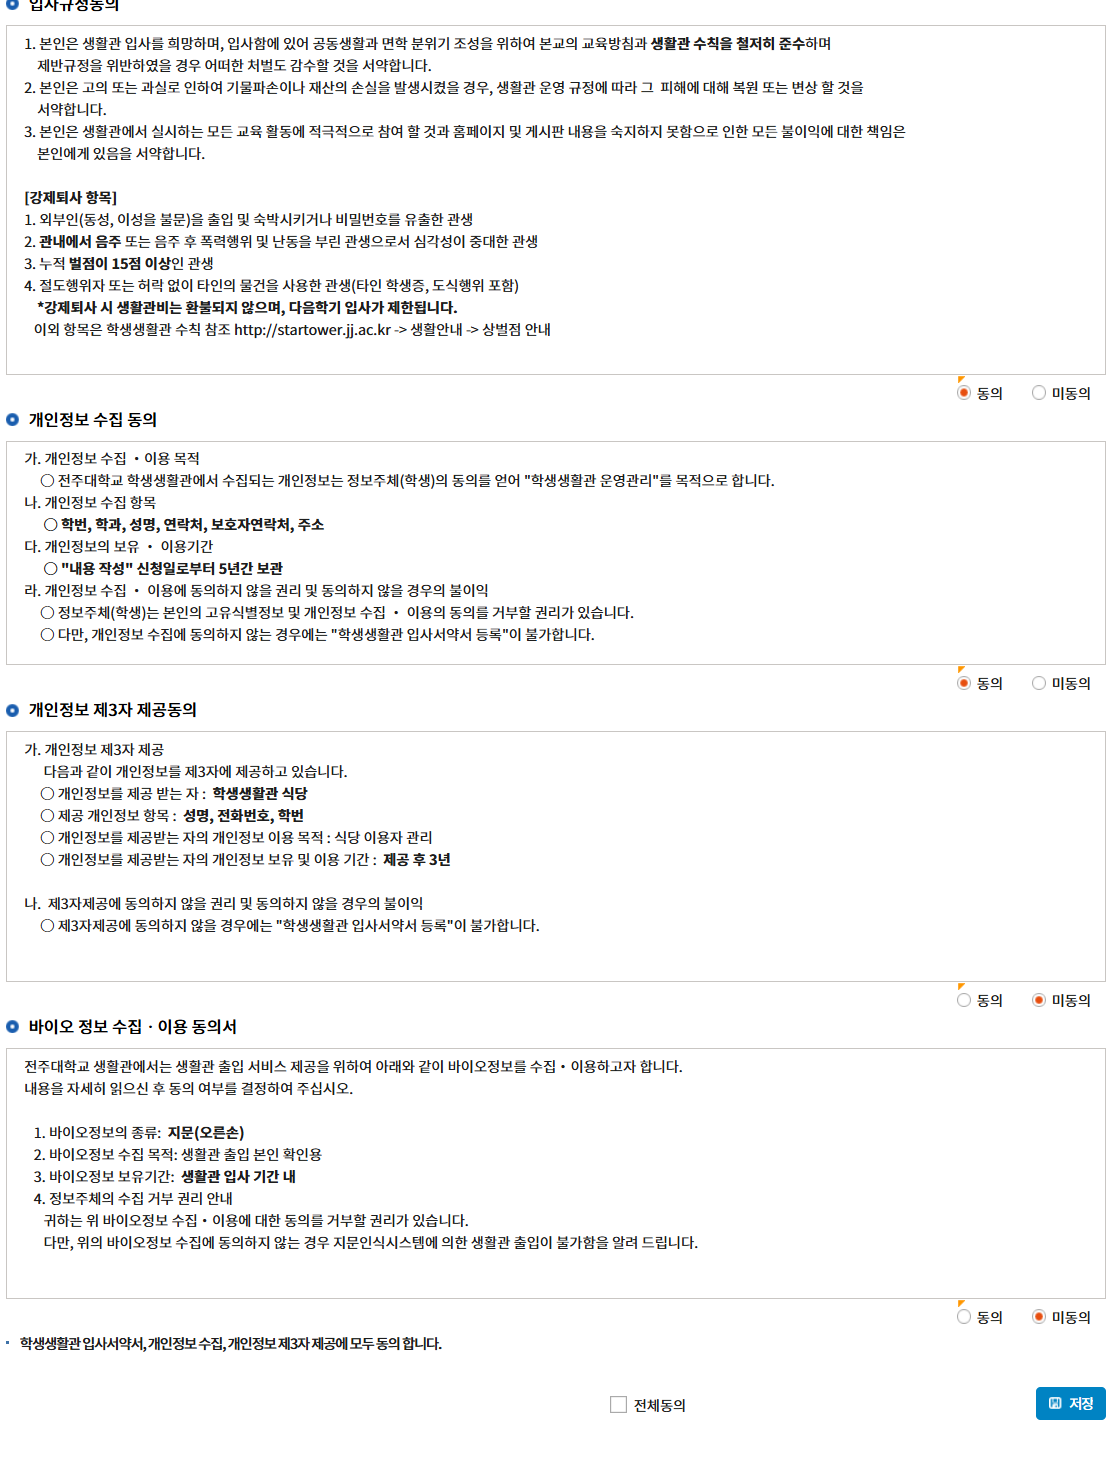 입사규정동의
1. 본인은 생활관 입사를 희망하며, 입사함에 있어 공동생활과 면학 분위기 조성을 위하여 본교의 교육방침과 생활관 수칙을 철저히 준수하며
제반규정을 위반하였을 경우 어떠한 처벌도 감수할 것을 서약합니다.
2. 본인은 고의 또는 과실로 인하여 기물파손이나 재산의 손실을 발생시켰을 경우, 생활관 운영 규정에 따라 그 피해에 대해 복원 또는 변상 할 것을
서약합니다.
3. 본인은 생활관에서 실시하는 모든 교육 활동에 적극적으로 참여 할 것과 홈페이지 및 게시판 내용을 숙지하지 못함으로 인한 모든 불이익에 대한 책임은
본인에게 있음을 서약합니다.
[강제퇴사 항목]
1. 외부인(동성, 이성을 불문)을 출입 및 숙박시키거나 비밀번호를 유출한 관생
2. 관내에서 음주 또는 음주 후 폭력행위 및 난동을 부린 관생으로서 심각성이 중대한 관생
3. 누적 벌점이 15점 이상인 관생
4. 절도행위자 또는 허락 없이 타인의 물건을 사용한 관생(타인 학생증, 도식행위 포함)
*강제퇴사 시 생활관비는 환불되지 않으며, 다음학기 입사가 제한됩니다.
이외 항목은 학생생활관 수칙 참조 http://startower.jj.ac.kr -> 생활안내 -> 상벌점 안내
동의 미동의
개인정보 수집 동의
가. 개인정보 수집 ・이용 목적
○ 전주대학교 학생생활관에서 수집되는 개인정보는 정보주체(학생)의 동의를 얻어 "학생생활관 운영관리"를 목적으로 합니다.
나. 개인정보 수집 항목
○ 학번, 학과, 성명, 연락처, 보호자연락처, 주소
다. 개인정보의 보유 ・ 이용기간
○ "내용 작성" 신청일로부터 5년간 보관
라. 개인정보 수집 ・ 이용에 동의하지 않을 권리 및 동의하지 않을 경우의 불이익
○ 정보주체(학생)는 본인의 고유식별정보 및 개인정보 수집 ・ 이용의 동의를 거부할 권리가 있습니다.
○ 다만, 개인정보 수집에 동의하지 않는 경우에는 "학생생활관 입사서약서 등록"이 불가합니다.
동의 미동의
개인정보 제3자 제공동의
가. 개인정보 제3자 제공
다음과 같이 개인정보를 제3자에 제공하고 있습니다.
○ 개인정보를 제공 받는 자 : 학생생활관 식당
○ 제공 개인정보 항목 : 성명, 전화번호, 학번
○ 개인정보를 제공받는 자의 개인정보 이용 목적 : 식당 이용자 관리
○ 개인정보를 제공받는 자의 개인정보 보유 및 이용 기간 : 제공 후 3년
나. 제3자제공에 동의하지 않을 권리 및 동의하지 않을 경우의 불이익
○ 제3자제공에 동의하지 않을 경우에는 "학생생활관 입사서약서 등록"이 불가합니다.
동의 미동의
바이오 정보 수집ㆍ이용 동의서
전주대학교 생활관에서는 생활관 출입 서비스 제공을 위하여 아래와 같이 바이오정보를 수집・이용하고자 합니다.
내용을 자세히 읽으신 후 동의 여부를 결정하여 주십시오.
1. 바이오정보의 종류: 지문(오른손)
2. 바이오정보 수집 목적: 생활관 출입 본인 확인용
3. 바이오정보 보유기간: 생활관 입사 기간 내
4. 정보주체의 수집 거부 권리 안내
귀하는 위 바이오정보 수집・이용에 대한 동의를 거부할 권리가 있습니다.
다만, 위의 바이오정보 수집에 동의하지 않는 경우 지문인식시스템에 의한 생활관 출입이 불가함을 알려 드립니다.
동의 미동의
학생생활관 입사서약서, 개인정보 수집, 개인정보 제3자 제공에 모두 동의 합니다.
전체동의 저장